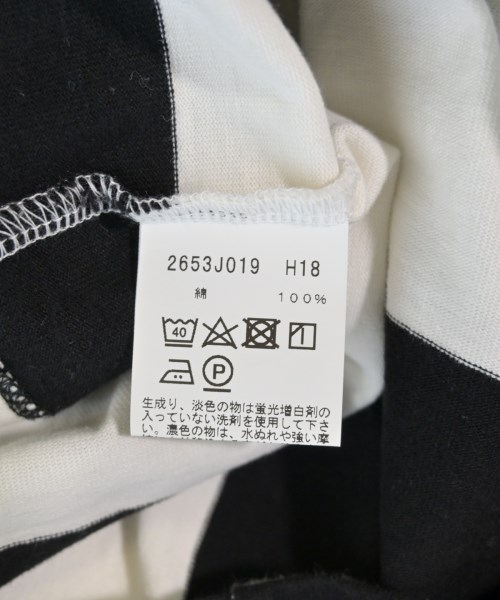 2653J019 H18
綿 100%
40
P
生成り、淡色の物は蛍光増白剤の
入っていない洗剤を使用して下さ
い。濃色の物は、水ぬれや強い摩